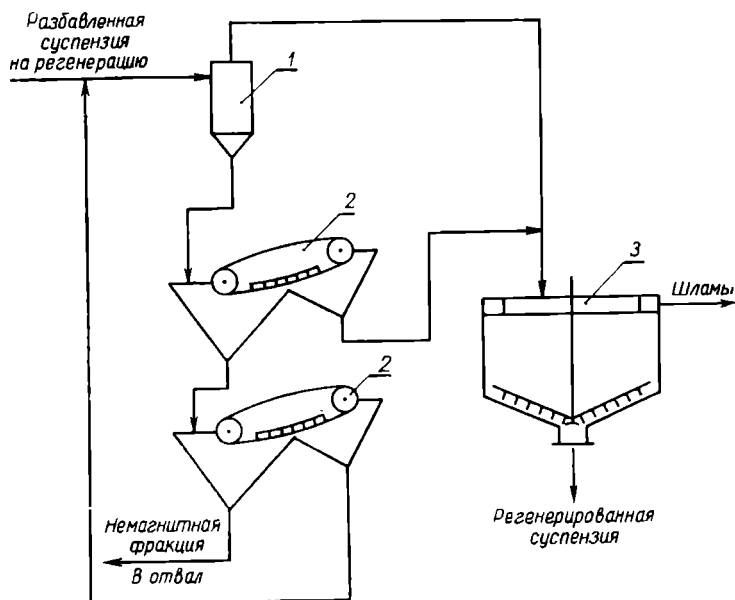 Разбавленная
суспензия
на регенерацию
1
2
3
Шламы
2
Немагнитная
фракция
В отвал
Регенерированная
суспензия